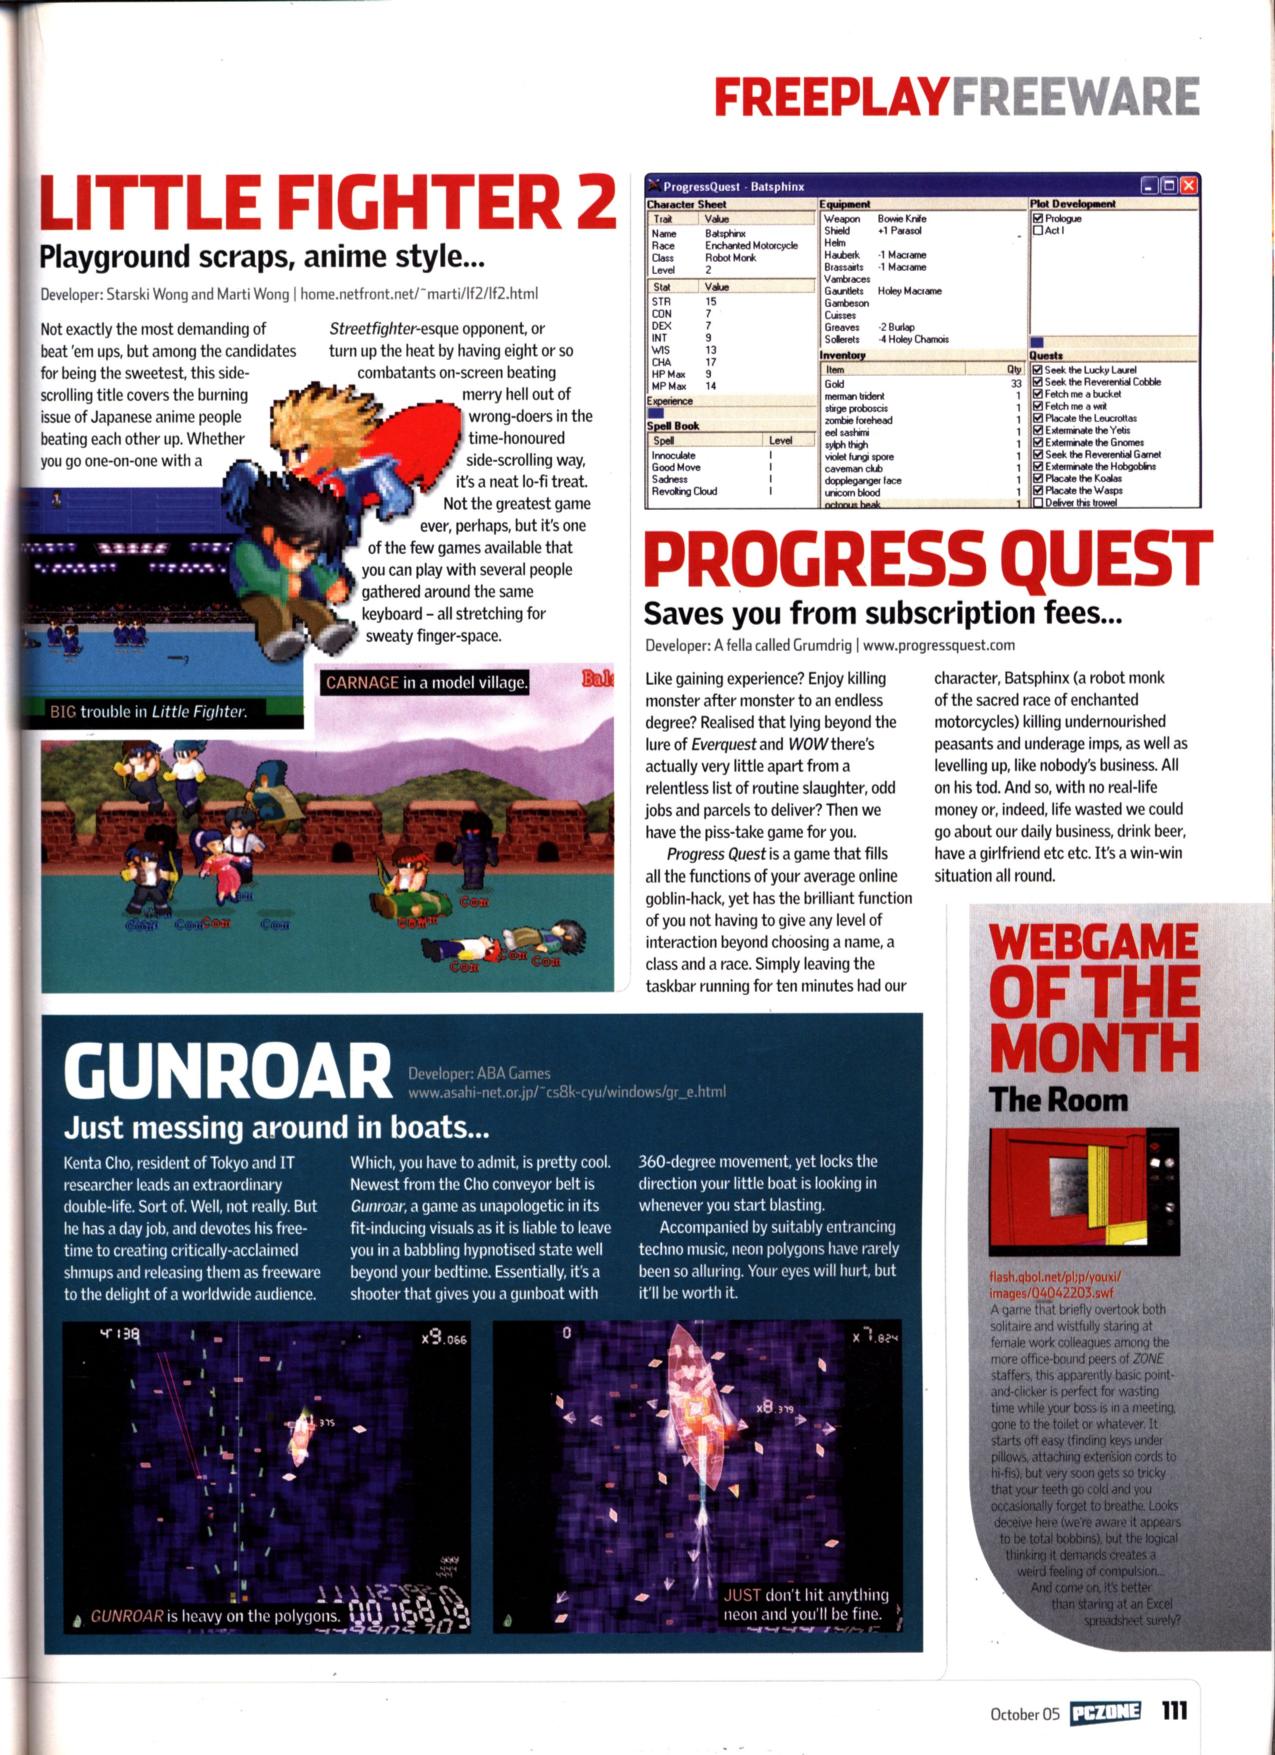 FREEPLAYFREEWARE
LITTLE FIGHTER 2
Playground scraps, anime style...
Developer: Starski Wong and Marti Wong | home.netfront.net/~marti/lf2/lf2.html
Not exactly the most demanding of
beat 'em ups, but among the candidates
for being the sweetest, this side-
scrolling title covers the burning
issue of Japanese anime people
beating each other up. Whether
you go one-on-one with a
Streetfighter-esque opponent, or
turn up the heat by having eight or so
combatants on-screen beating
merry hell out of
wrong-doers in the
time-honoured
side-scrolling way,
it's a neat lo-fi treat.
Not the greatest game
ever, perhaps, but it's one
of the few games available that
you can play with several people
gathered around the same
keyboard – all stretching for
sweaty finger-space.
BIG trouble in Little Fighter.
CARNAGE in a model village.
Com
Com
Com
Com
Com
Com
Com
Com
ProgressQuest - Batsphinx
Character Sheet
Trait Value
Name Batsphinx
Race Enchanted Motorcycle
Class Robot Monk
Level 2
Stat Value
STR 15
CON 7
DEX 7
INT 9
WIS 13
CHA 17
HP Max 9
MP Max 14
Experience
Spell Book
Spell Level
Innoculate I
Good Move I
Sadness I
Revolting Cloud I
Equipment
Weapon Bowie Knife
Shield +1 Parasol
Helm
Hauberk -1 Macrame
Brassairts -1 Macrame
Vambraces
Gauntlets Holey Macrame
Gambeson
Cuisses
Greaves -2 Burlap
Sollerets -4 Holey Chamois
Inventory
Item Qty
Gold 33
merman trident 1
stirge proboscis 1
zombie forehead 1
eel sashimi 1
sylph thigh 1
violet fungi spore 1
caveman club 1
doppleganger face 1
unicorn blood 1
octopus beak 1
Plot Development
Prologue
Act I
Quests
Seek the Lucky Laurel
Seek the Reverential Cobble
Fetch me a bucket
Fetch me a writ
Placate the Leucrottas
Exterminate the Yetis
Exterminate the Gnomes
Seek the Reverential Garnet
Exterminate the Hobgoblins
Placate the Koalas
Placate the Wasps
Deliver this trowel
PROGRESS QUEST
Saves you from subscription fees...
Developer: A fella called Grumdrig | www.progressquest.com
Like gaining experience? Enjoy killing
monster after monster to an endless
degree? Realised that lying beyond the
lure of Everquest and WOW there's
actually very little apart from a
relentless list of routine slaughter, odd
jobs and parcels to deliver? Then we
have the piss-take game for you.
Progress Quest is a game that fills
all the functions of your average online
goblin-hack, yet has the brilliant function
of you not having to give any level of
interaction beyond choosing a name, a
class and a race. Simply leaving the
taskbar running for ten minutes had our
character, Batsphinx (a robot monk
of the sacred race of enchanted
motorcycles) killing undernourished
peasants and underage imps, as well as
levelling up, like nobody's business. All
on his tod. And so, with no real-life
money or, indeed, life wasted we could
go about our daily business, drink beer,
have a girlfriend etc etc. It's a win-win
situation all round.
GUNROAR
Developer: ABA Games
www.asahi-net.or.jp/~cs8k-cyu/windows/gr_e.html
Just messing around in boats...
Kenta Cho, resident of Tokyo and IT
researcher leads an extraordinary
double-life. Sort of. Well, not really. But
he has a day job, and devotes his free-
time to creating critically-acclaimed
shmups and releasing them as freeware
to the delight of a worldwide audience.
Which, you have to admit, is pretty cool.
Newest from the Cho conveyor belt is
Gunroar, a game as unapologetic in its
fit-inducing visuals as it is liable to leave
you in a babbling hypnotised state well
beyond your bedtime. Essentially, it's a
shooter that gives you a gunboat with
360-degree movement, yet locks the
direction your little boat is looking in
whenever you start blasting.
Accompanied by suitably entrancing
techno music, neon polygons have rarely
been so alluring. Your eyes will hurt, but
it'll be worth it.
x9.066
375
GUNROAR is heavy on the polygons.
0
x7.824
x8.379
JUST don't hit anything
neon and you'll be fine.
WEBGAME
OF THE
MONTH
The Room
flash.qbol.net/pl;p/youxi/
images/04042203.swf
A game that briefly overtook both
solitaire and wistfully staring at
female work colleagues among the
more office-bound peers of ZONE
staffers, this apparently basic point-
and-clicker is perfect for wasting
time while your boss is in a meeting,
gone to the toilet or whatever. It
starts off easy (finding keys under
pillows, attaching extension cords to
hi-fis), but very soon gets so tricky
that your teeth go cold and you
occasionally forget to breathe. Looks
deceive here (we're aware it appears
to be total bobbins), but the logical
thinking it demands creates a
weird feeling of compulsion...
And come on, it's better
than staring at an Excel
spreadsheet surely?
October 05 PCZONE 111